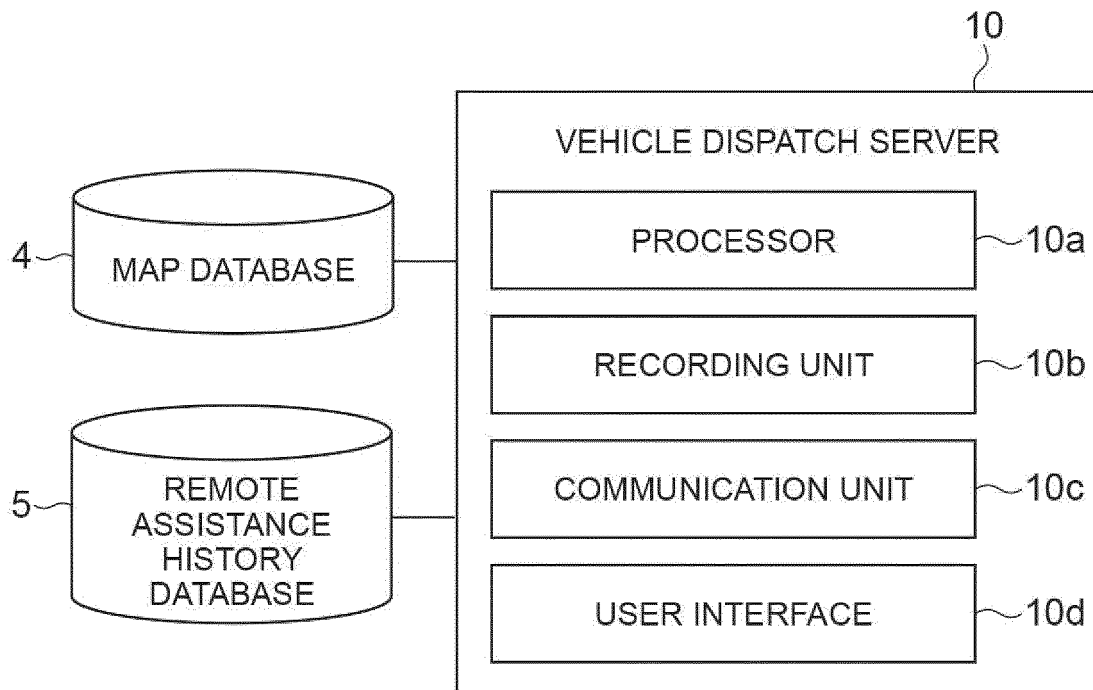 10
VEHICLE DISPATCH SERVER
4
MAP DATABASE
PROCESSOR
10a
RECORDING UNIT
10b
5
REMOTE
ASSISTANCE
HISTORY
DATABASE
COMMUNICATION UNIT
10c
USER INTERFACE
10d